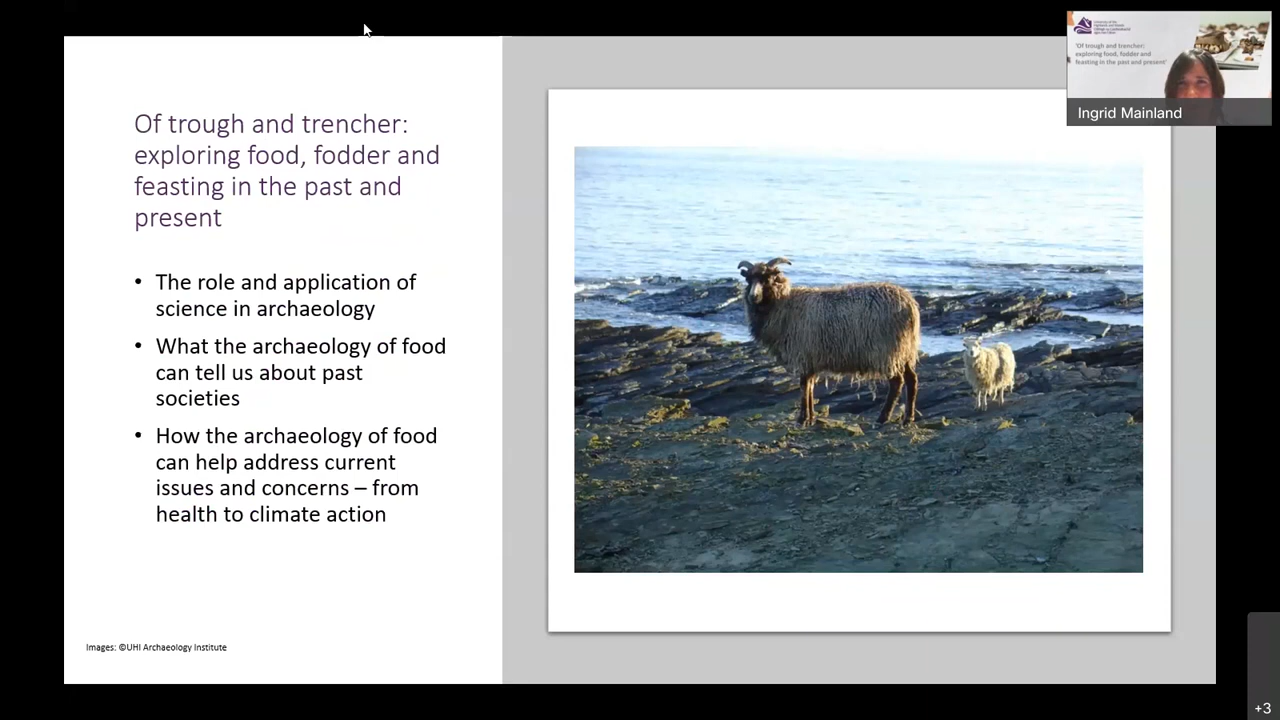 Of trough and trencher:
exploring food, fodder and
feasting in the past and
present
• The role and application of
science in archaeology
• What the archaeology of food
can tell us about past
societies
• How the archaeology of food
can help address current
issues and concerns – from
health to climate action
Images: ©UHI Archaeology Institute
'Of trough and trencher:
exploring food, fodder and
feasting in the past and present'
Ingrid Mainland
+3